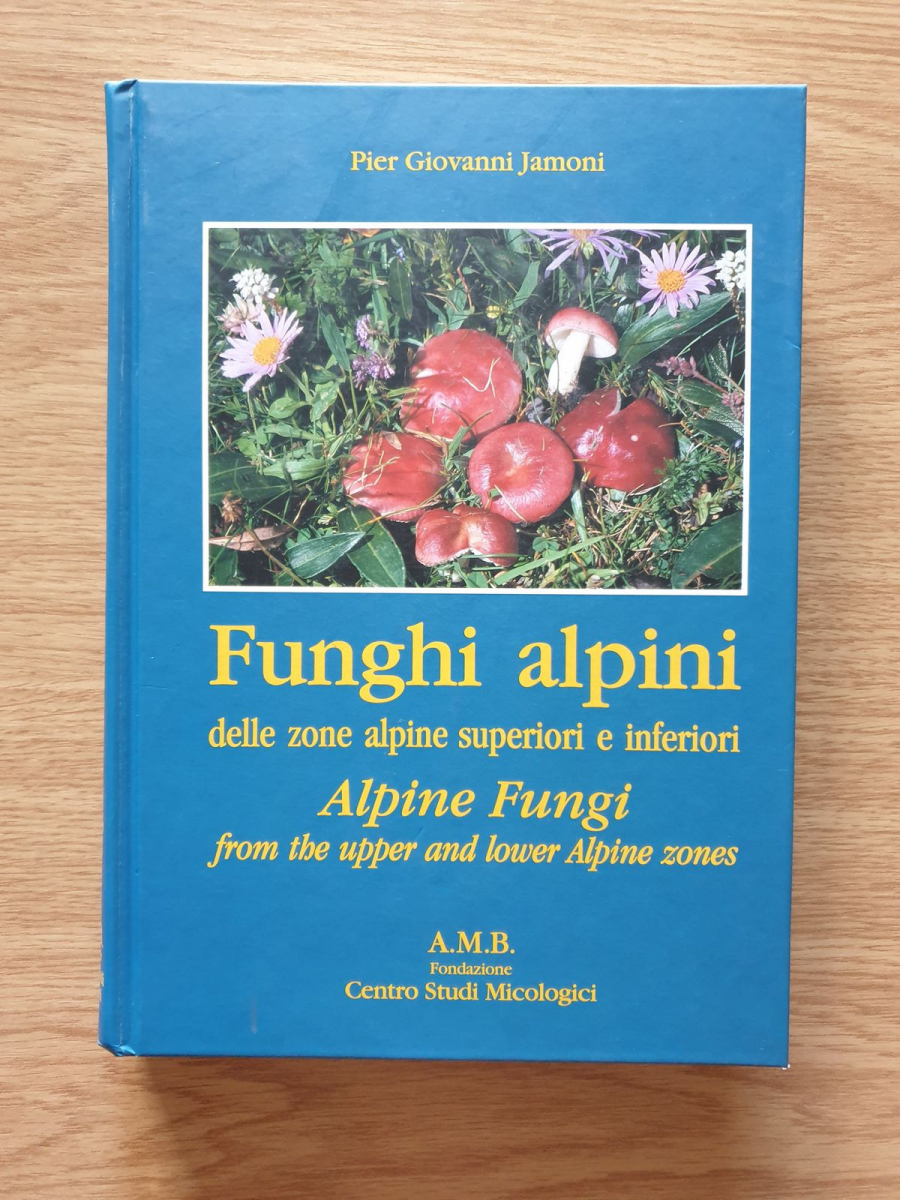 Pier Giovanni Jamoni
Funghi alpini
delle zone alpine superiori e inferiori
Alpine Fungi
from the upper and lower Alpine zones
A.M.B.
Fondazione
Centro Studi Micologici